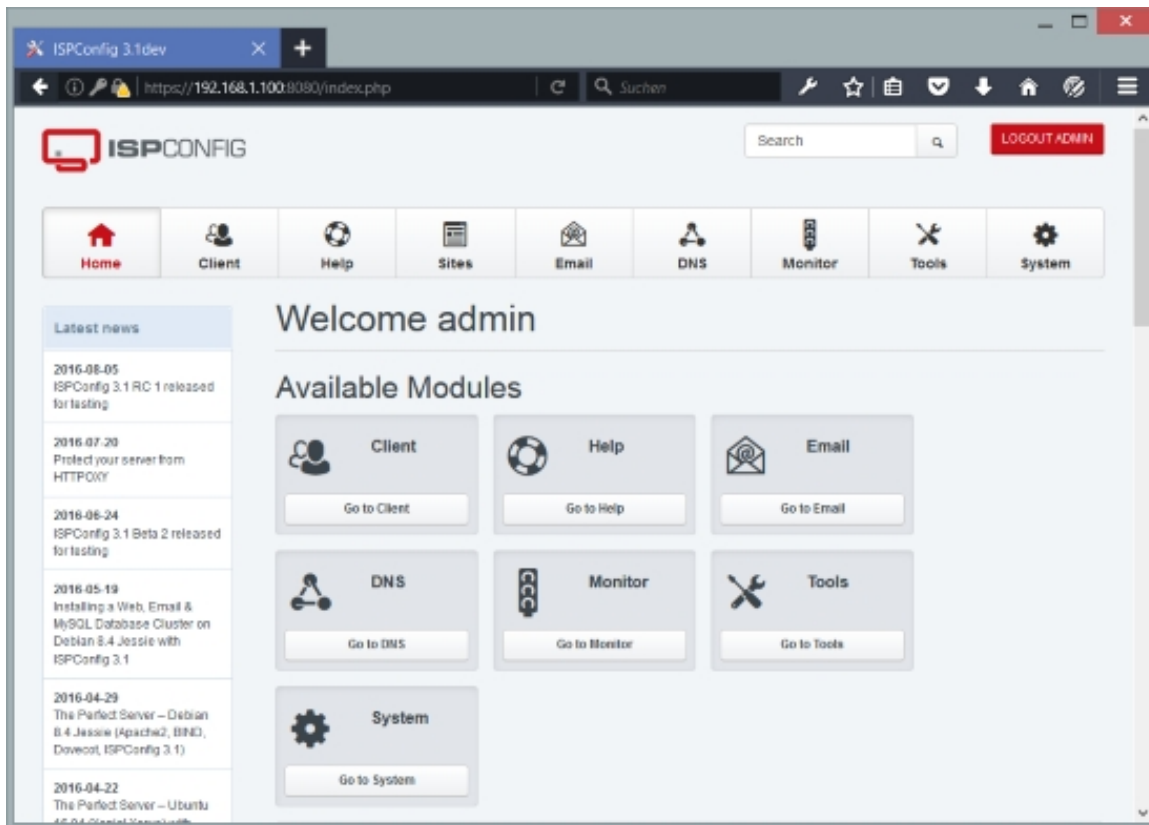 ISPConfig 3.1dev
https://192.168.1.100:8080/index.php
Suchen
ISPCONFIG
Search
LOGOUT ADMIN
Home
Client
Help
Sites
Email
DNS
Monitor
Tools
System
Latest news
2016-08-05
ISPConfig 3.1 RC 1 released
for testing
2016-07-20
Protect your server from
HTTPOXY
2016-06-24
ISPConfig 3.1 Beta 2 released
for testing
2016-05-19
Installing a Web, Email &
MySQL Database Cluster on
Debian 8.4 Jessie with
ISPConfig 3.1
2016-04-29
The Perfect Server – Debian
8.4 Jessie (Apache2, BIND,
Dovecot, ISPConfig 3.1)
2016-04-22
The Perfect Server – Ubuntu
Welcome admin
Available Modules
Client
Go to Client
Help
Go to Help
Email
Go to Email
DNS
Go to DNS
Monitor
Go to Monitor
Tools
Go to Tools
System
Go to System